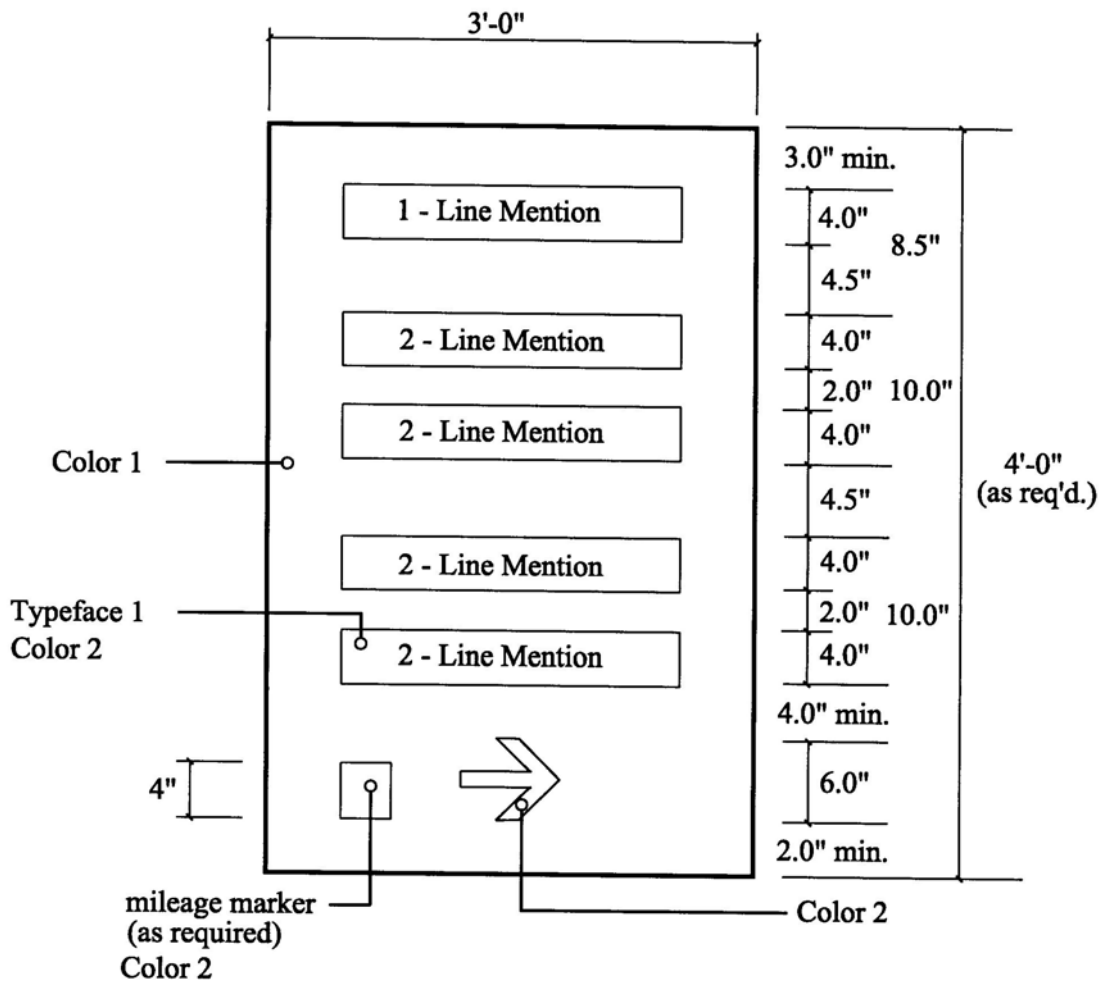 3'-0"
3.0" min.
1 - Line Mention
4.0"
8.5"
4.5"
2 - Line Mention
4.0"
2.0" 10.0"
2 - Line Mention
4.0"
Color 1
4'-0"
(as req'd.)
4.5"
2 - Line Mention
4.0"
Typeface 1
Color 2
2.0" 10.0"
2 - Line Mention
4.0"
4.0" min.
4"
6.0"
2.0" min.
mileage marker
(as required)
Color 2
Color 2